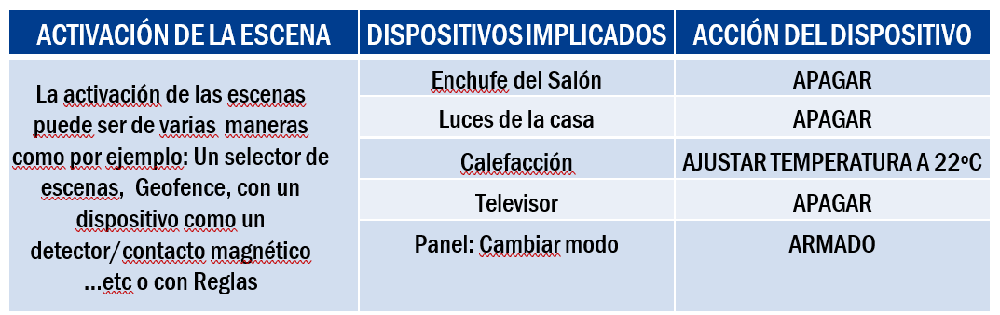 ACTIVACIÓN DE LA ESCENA
DISPOSITIVOS IMPLICADOS
ACCIÓN DEL DISPOSITIVO
La activación de las escenas
puede ser de varias maneras
como por ejemplo: Un selector de
escenas, Geofence, con un
dispositivo como un
detector/contacto magnético
...etc o con Reglas
Enchufe del Salón
APAGAR
Luces de la casa
APAGAR
Calefacción
AJUSTAR TEMPERATURA A 22ºC
Televisor
APAGAR
Panel: Cambiar modo
ARMADO